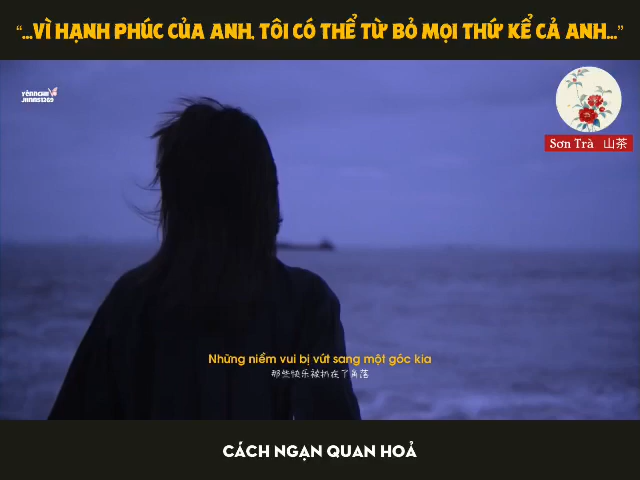 “...VÌ HẠNH PHÚC CỦA ANH, TÔI CÓ THỂ TỪ BỎ MỌI THỨ KỂ CẢ ANH...”
YÊNNCHII
JINMIS1269
Sơn Trà 山茶
Những niềm vui bị vứt sang một góc kia
那些快乐被扔在了角落
CÁCH NGẠN QUAN HOẢ